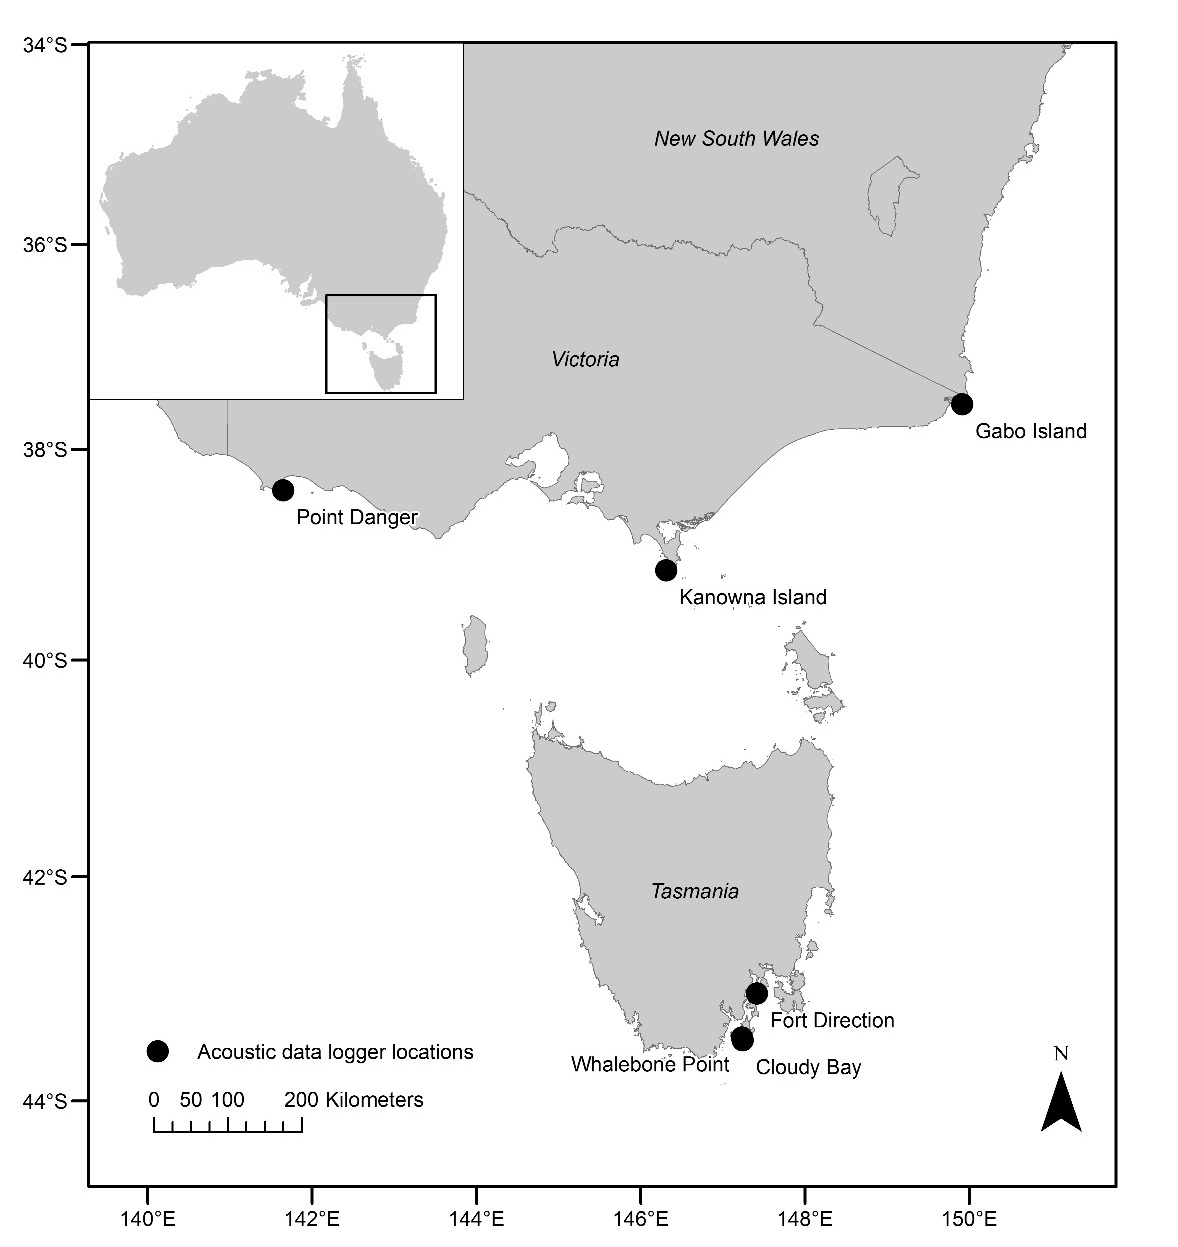 34°S
New South Wales
36°S
Victoria
Gabo Island
38°S
Point Danger
Kanowna Island
40°S
42°S
Tasmania
Fort Direction
Whalebone Point
Cloudy Bay
Acoustic data logger locations
N
0 50 100 200 Kilometers
44°S
140°E 142°E 144°E 146°E 148°E 150°E